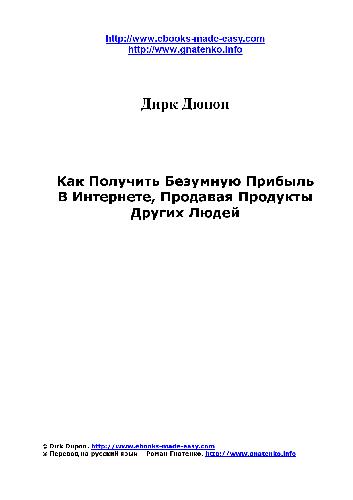 http://www.ebooks-made-easy.com
http://www.gnatenko.info
Дирк Дюпон
Как Получить Безумную Прибыль
В Интернете, Продавая Продукты
Других Людей
© Dirk Dupon. http://www.ebooks-made-easy.com
Перевод на русский язык Роман Гнатенко. http://www.gnatenko.info